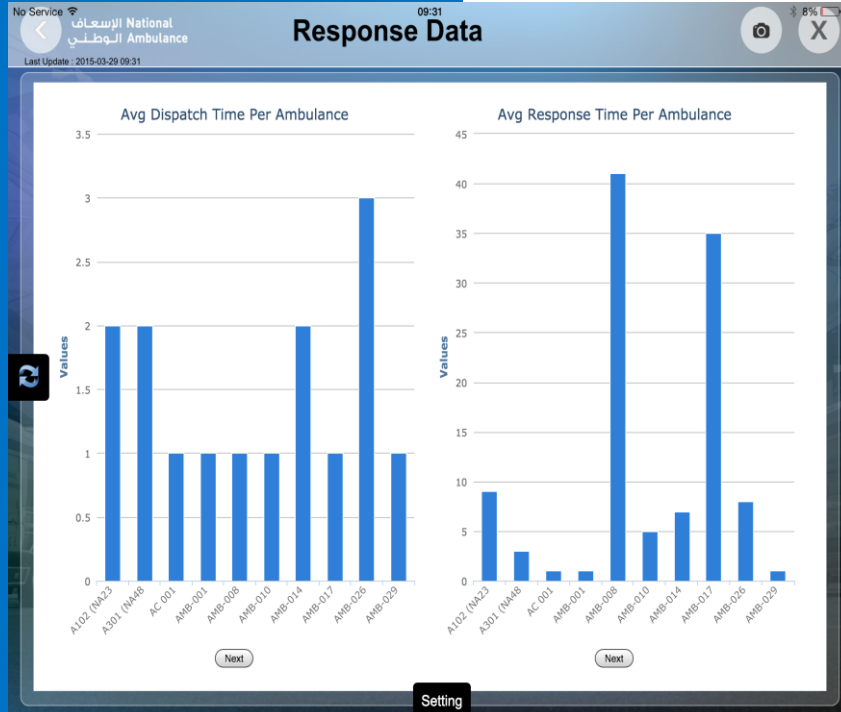 No Service 09:31 8%
الإسعاف National
الوطني Ambulance
Response Data
X
Last Update : 2015-03-29 09:31
Avg Dispatch Time Per Ambulance
3.5
3
2.5
2
1.5
1
0.5
0
Values
A102 (NA23
A301 (NA48
AC 001
AMB-001
AMB-008
AMB-010
AMB-014
AMB-017
AMB-026
AMB-029
Next
Avg Response Time Per Ambulance
45
40
35
30
25
20
15
10
5
0
Values
A102 (NA23
A301 (NA48
AC 001
AMB-001
AMB-008
AMB-010
AMB-014
AMB-017
AMB-026
AMB-029
Next
Setting